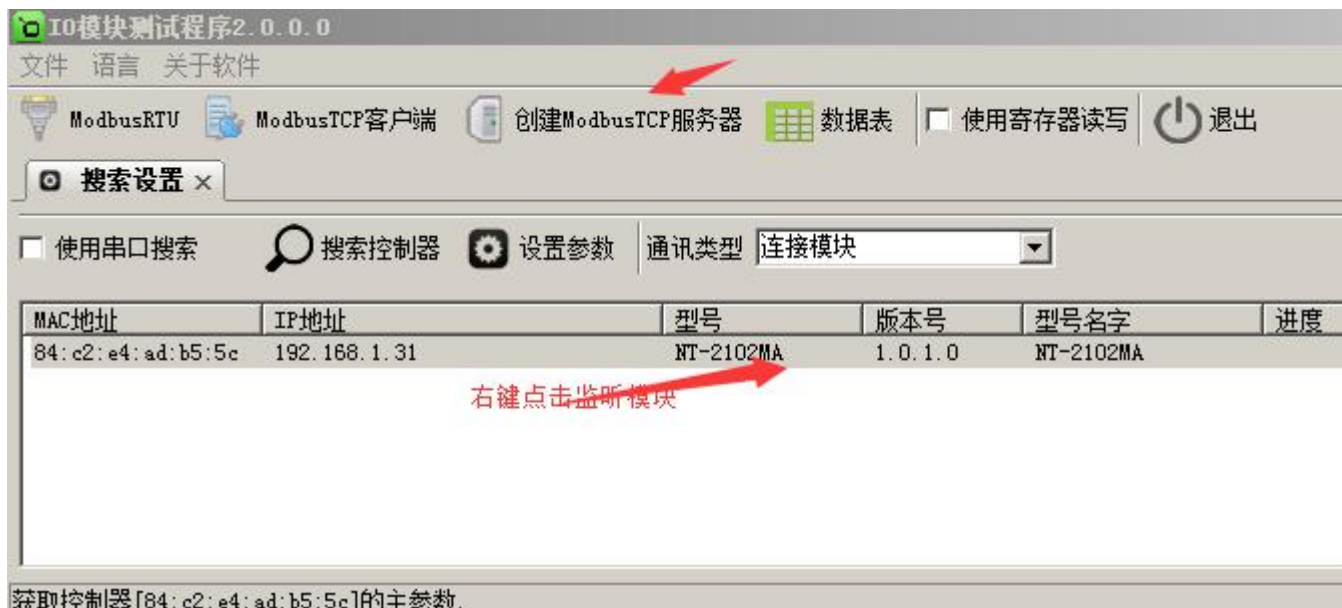 IO模块测试程序2.0.0.0
文件 语言 关于软件
ModbusRTU ModbusTCP客户端 创建ModbusTCP服务器 数据表 使用寄存器读写 退出
搜索设置 ×
使用串口搜索 搜索控制器 设置参数 通讯类型 连接模块
MAC地址 IP地址 型号 版本号 型号名字 进度
84:c2:e4:ad:b5:5c 192.168.1.31 NT-2102MA 1.0.1.0 NT-2102MA
右键点击监听模块
获取控制器[84:c2:e4:ad:b5:5c]的主参数.